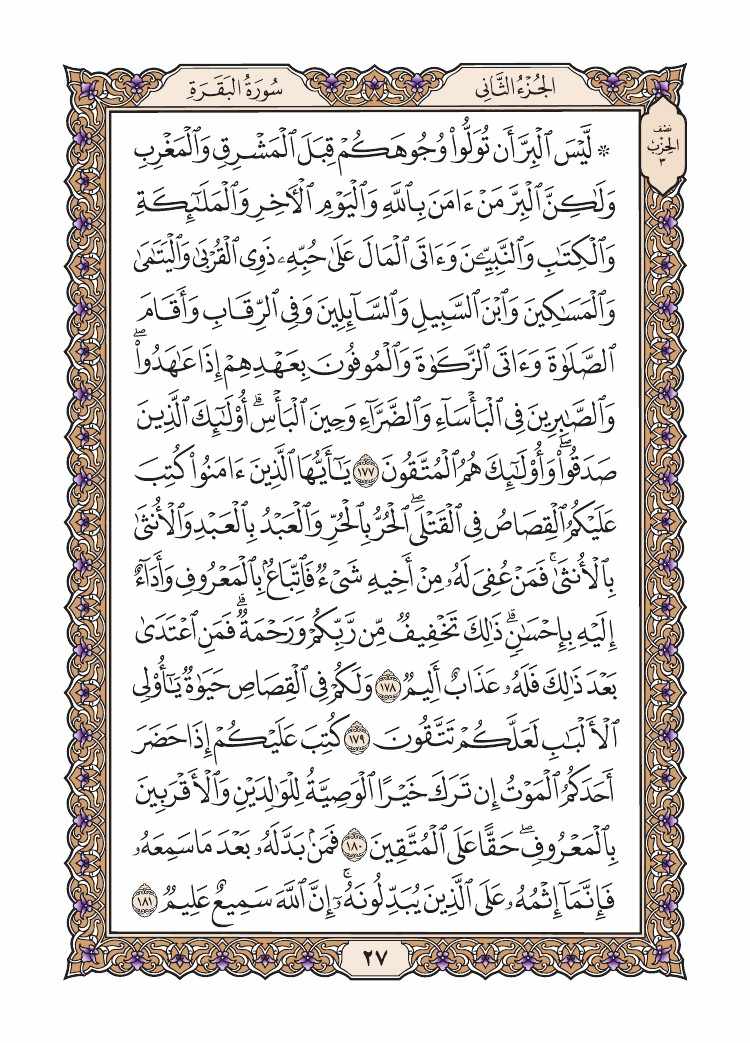 سُورَةُ البَقَرَةِ
الجُزْءُ الثَّانِي
نصف
الحِزْبِ
٣
۞ لَّيْسَ ٱلْبِرَّ أَن تُوَلُّوا۟ وُجُوهَكُمْ قِبَلَ ٱلْمَشْرِقِ وَٱلْمَغْرِبِ
وَلَٰكِنَّ ٱلْبِرَّ مَنْ ءَامَنَ بِٱللَّهِ وَٱلْيَوْمِ ٱلْءَاخِرِ وَٱلْمَلَٰٓئِكَةِ
وَٱلْكِتَٰبِ وَٱلنَّبِيِّـۧنَ وَءَاتَى ٱلْمَالَ عَلَىٰ حُبِّهِۦ ذَوِى ٱلْقُرْبَىٰ وَٱلْيَتَٰمَىٰ
وَٱلْمَسَٰكِينَ وَٱبْنَ ٱلسَّبِيلِ وَٱلسَّآئِلِينَ وَفِى ٱلرِّقَابِ وَأَقَامَ
ٱلصَّلَوٰةَ وَءَاتَى ٱلزَّكَوٰةَ وَٱلْمُوفُونَ بِعَهْدِهِمْ إِذَا عَٰهَدُوا۟ۖ
وَٱلصَّٰبِرِينَ فِى ٱلْبَأْسَآءِ وَٱلضَّرَّآءِ وَحِينَ ٱلْبَأْسِۗ أُو۟لَٰٓئِكَ ٱلَّذِينَ
صَدَقُوا۟ۖ وَأُو۟لَٰٓئِكَ هُمُ ٱلْمُتَّقُونَ ١٧٧ يَٰٓأَيُّهَا ٱلَّذِينَ ءَامَنُوا۟ كُتِبَ
عَلَيْكُمُ ٱلْقِصَاصُ فِى ٱلْقَتْلَىۖ ٱلْحُرُّ بِٱلْحُرِّ وَٱلْعَبْدُ بِٱلْعَبْدِ وَٱلْأُنثَىٰ
بِٱلْأُنثَىٰۚ فَمَنْ عُفِىَ لَهُۥ مِنْ أَخِيهِ شَىْءٌ فَٱتِّبَاعٌۢ بِٱلْمَعْرُوفِ وَأَدَآءٌ
إِلَيْهِ بِإِحْسَٰنٍۗ ذَٰلِكَ تَخْفِيفٌ مِّن رَّبِّكُمْ وَرَحْمَةٌۗ فَمَنِ ٱعْتَدَىٰ
بَعْدَ ذَٰلِكَ فَلَهُۥ عَذَابٌ أَلِيمٌ ١٧٨ وَلَكُمْ فِى ٱلْقِصَاصِ حَيَوٰةٌ يَٰٓأُو۟لِى
ٱلْأَلْبَٰبِ لَعَلَّكُمْ تَتَّقُونَ ١٧٩ كُتِبَ عَلَيْكُمْ إِذَا حَضَرَ
أَحَدَكُمُ ٱلْمَوْتُ إِن تَرَكَ خَيْرًا ٱلْوَصِيَّةُ لِلْوَٰلِدَيْنِ وَٱلْأَقْرَبِينَ
بِٱلْمَعْرُوفِۖ حَقًّا عَلَى ٱلْمُتَّقِينَ ١٨٠ فَمَنۢ بَدَّلَهُۥ بَعْدَ مَا سَمِعَهُۥ
فَإِنَّمَآ إِثْمُهُۥ عَلَى ٱلَّذِينَ يُبَدِّلُونَهُۥٓۚ إِنَّ ٱللَّهَ سَمِيعٌ عَلِيمٌ ١٨١
٢٧